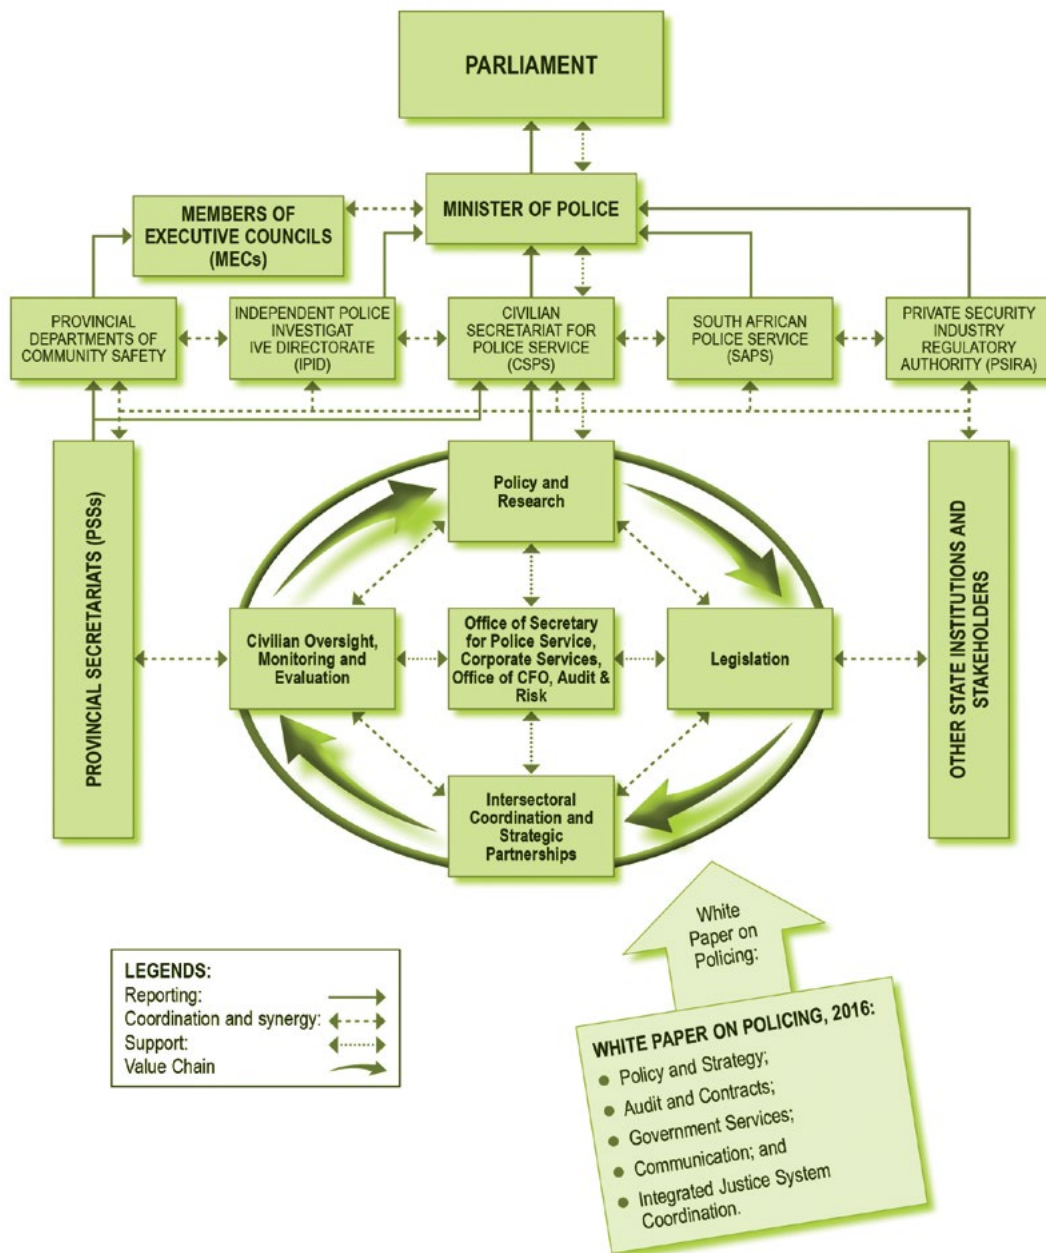 PARLIAMENT
MINISTER OF POLICE
MEMBERS OF
EXECUTIVE COUNCILS
(MECs)
PROVINCIAL
DEPARTMENTS OF
COMMUNITY SAFETY
INDEPENDENT POLICE
INVESTIGAT
IVE DIRECTORATE (IPID)
CIVILIAN
SECRETARIAT FOR
POLICE SERVICE
(CSPS)
SOUTH AFRICAN
POLICE SERVICE
(SAPS)
PRIVATE SECURITY
INDUSTRY
REGULATORY
AUTHORITY (PSIRA)
PROVINCIAL SECRETARIATS (PSSs)
Policy and
Research
Civilian Oversight,
Monitoring and
Evaluation
Office of Secretary
for Police Service,
Corporate Services,
Office of CFO, Audit &
Risk
Legislation
Intersectoral
Coordination and
Strategic
Partnerships
OTHER STATE INSTITUTIONS AND
STAKEHOLDERS
White
Paper on
Policing:
LEGENDS:
Reporting:
Coordination and synergy:
Support:
Value Chain
WHITE PAPER ON POLICING, 2016:
● Policy and Strategy;
● Audit and Contracts;
● Government Services;
● Communication; and
● Integrated Justice System
Coordination.